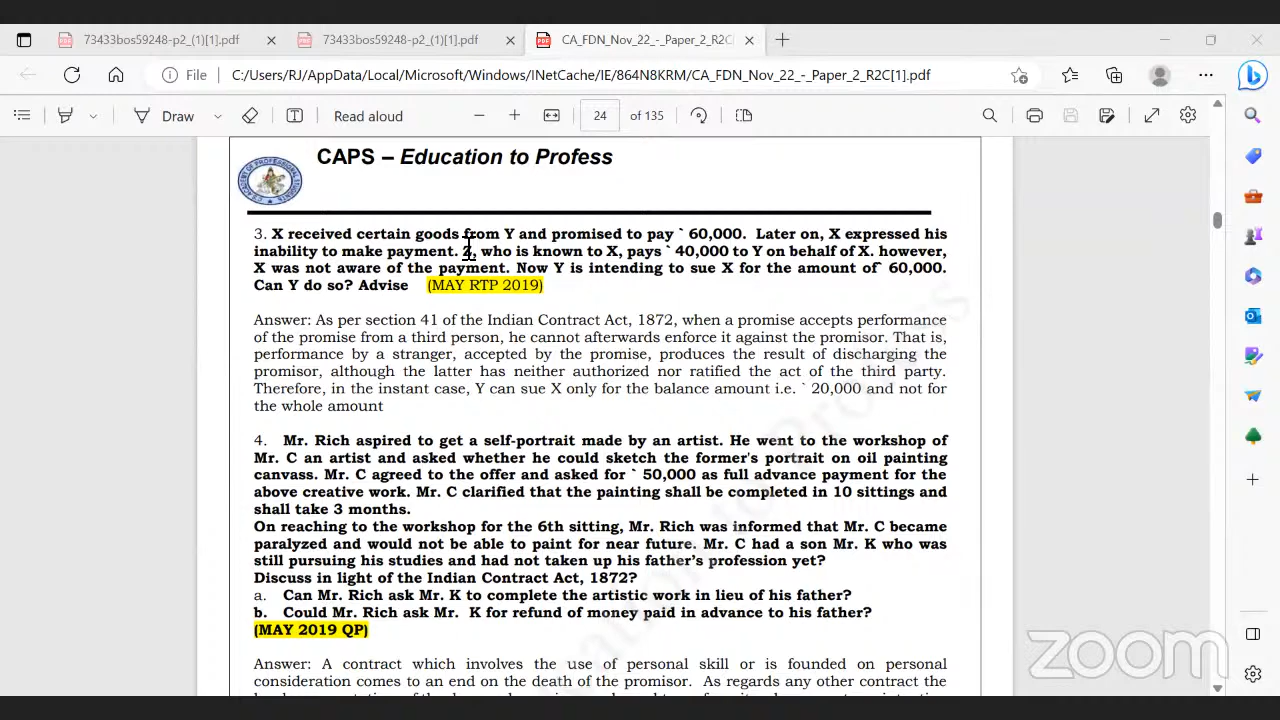 73433bos59248-p2_(1)[1].pdf
73433bos59248-p2_(1)[1].pdf
CA_FDN_Nov_22_-_Paper_2_R2C
File C:/Users/RJ/AppData/Local/Microsoft/Windows/INetCache/IE/864N8KRM/CA_FDN_Nov_22_-_Paper_2_R2C[1].pdf
Draw Read aloud 24 of 135
CAPS – Education to Profess
3. X received certain goods from Y and promised to pay ` 60,000. Later on, X expressed his
inability to make payment. Z, who is known to X, pays ` 40,000 to Y on behalf of X. however,
X was not aware of the payment. Now Y is intending to sue X for the amount of ` 60,000.
Can Y do so? Advise (MAY RTP 2019)
Answer: As per section 41 of the Indian Contract Act, 1872, when a promise accepts performance
of the promise from a third person, he cannot afterwards enforce it against the promisor. That is,
performance by a stranger, accepted by the promise, produces the result of discharging the
promisor, although the latter has neither authorized nor ratified the act of the third party.
Therefore, in the instant case, Y can sue X only for the balance amount i.e. ` 20,000 and not for
the whole amount
4. Mr. Rich aspired to get a self-portrait made by an artist. He went to the workshop of
Mr. C an artist and asked whether he could sketch the former's portrait on oil painting
canvass. Mr. C agreed to the offer and asked for ` 50,000 as full advance payment for the
above creative work. Mr. C clarified that the painting shall be completed in 10 sittings and
shall take 3 months.
On reaching to the workshop for the 6th sitting, Mr. Rich was informed that Mr. C became
paralyzed and would not be able to paint for near future. Mr. C had a son Mr. K who was
still pursuing his studies and had not taken up his father's profession yet?
Discuss in light of the Indian Contract Act, 1872?
a. Can Mr. Rich ask Mr. K to complete the artistic work in lieu of his father?
b. Could Mr. Rich ask Mr. K for refund of money paid in advance to his father?
(MAY 2019 QP)
Answer: A contract which involves the use of personal skill or is founded on personal
consideration comes to an end on the death of the promisor. As regards any other contract the
zoom